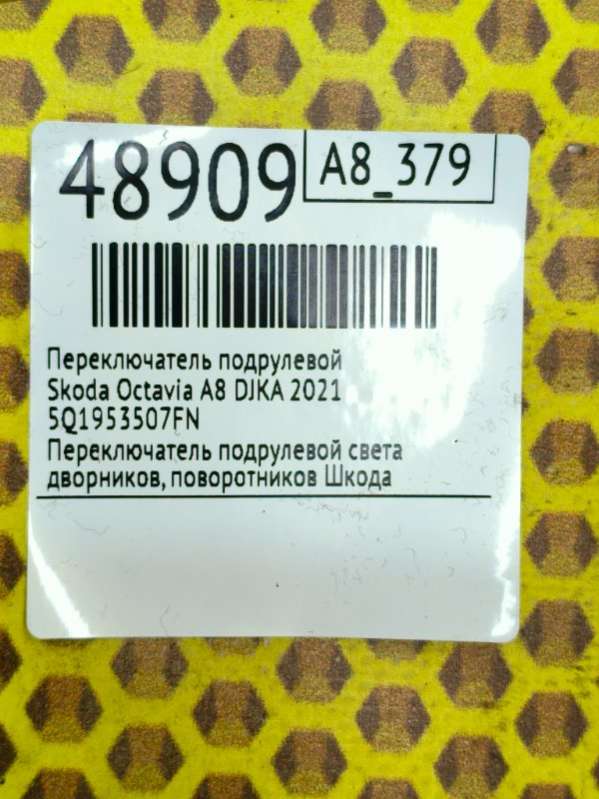 48909
A8_379
Переключатель подрулевой
Skoda Octavia A8 DJKA 2021
5Q1953507FN
Переключатель подрулевой света
дворников, поворотников Шкода